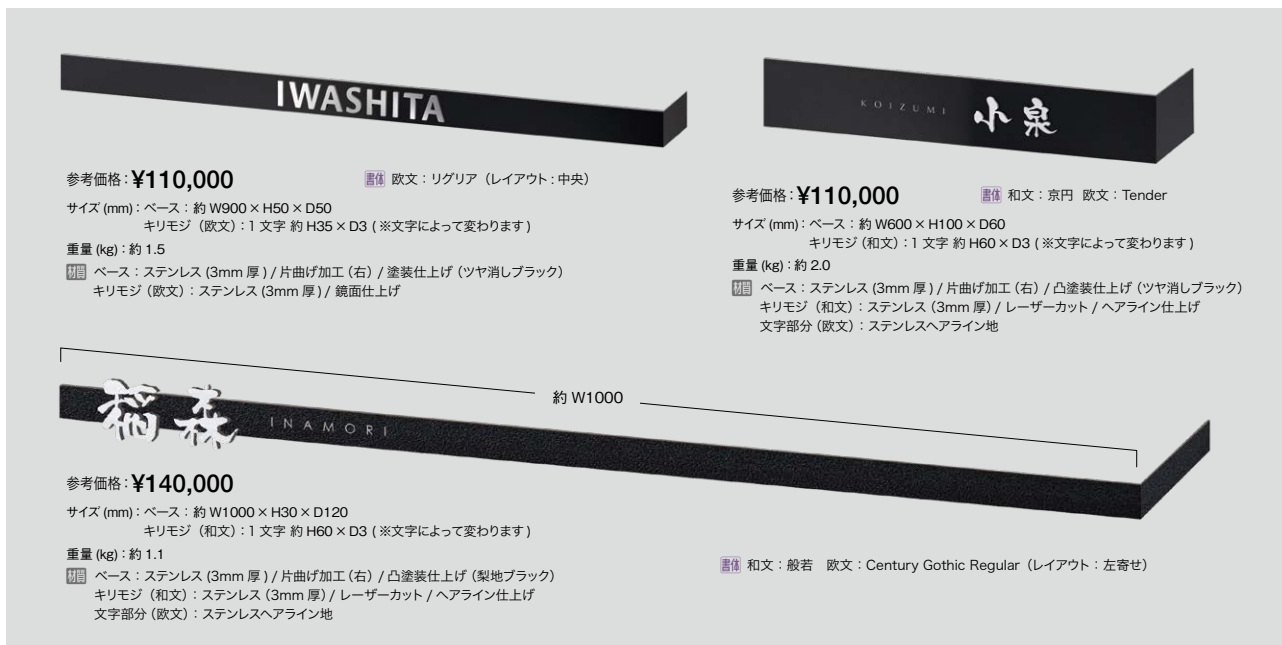 IWASHITA
参考価格：¥110,000
書体 欧文：リグリア（レイアウト：中央）
サイズ (mm)：ベース：約 W900 × H50 × D50
キリモジ（欧文）：1 文字 約 H35 × D3 ( ※文字によって変わります )
重量 (kg)：約 1.5
材質 ベース：ステンレス (3mm 厚 ) / 片曲げ加工（右）/ 塗装仕上げ（ツヤ消しブラック）
キリモジ（欧文）：ステンレス (3mm 厚 ) / 鏡面仕上げ
KOIZUMI 小泉
参考価格：¥110,000
書体 和文：京円 欧文：Tender
サイズ (mm)：ベース：約 W600 × H100 × D60
キリモジ（和文）：1 文字 約 H60 × D3 ( ※文字によって変わります )
重量 (kg)：約 2.0
材質 ベース：ステンレス（3mm 厚）/ 片曲げ加工（右）/ 凸塗装仕上げ（ツヤ消しブラック）
キリモジ（和文）：ステンレス（3mm 厚）/ レーザーカット / ヘアライン仕上げ
文字部分（欧文）：ステンレスヘアライン地
約 W1000
稲森 INAMORI
参考価格：¥140,000
サイズ (mm)：ベース：約 W1000 × H30 × D120
キリモジ（和文）：1 文字 約 H60 × D3 ( ※文字によって変わります )
重量 (kg)：約 1.1
材質 ベース：ステンレス (3mm 厚 ) / 片曲げ加工（右）/ 凸塗装仕上げ（梨地ブラック）
キリモジ（和文）：ステンレス（3mm 厚）/ レーザーカット / ヘアライン仕上げ
文字部分（欧文）：ステンレスヘアライン地
書体 和文：般若　欧文：Century Gothic Regular（レイアウト：左寄せ）